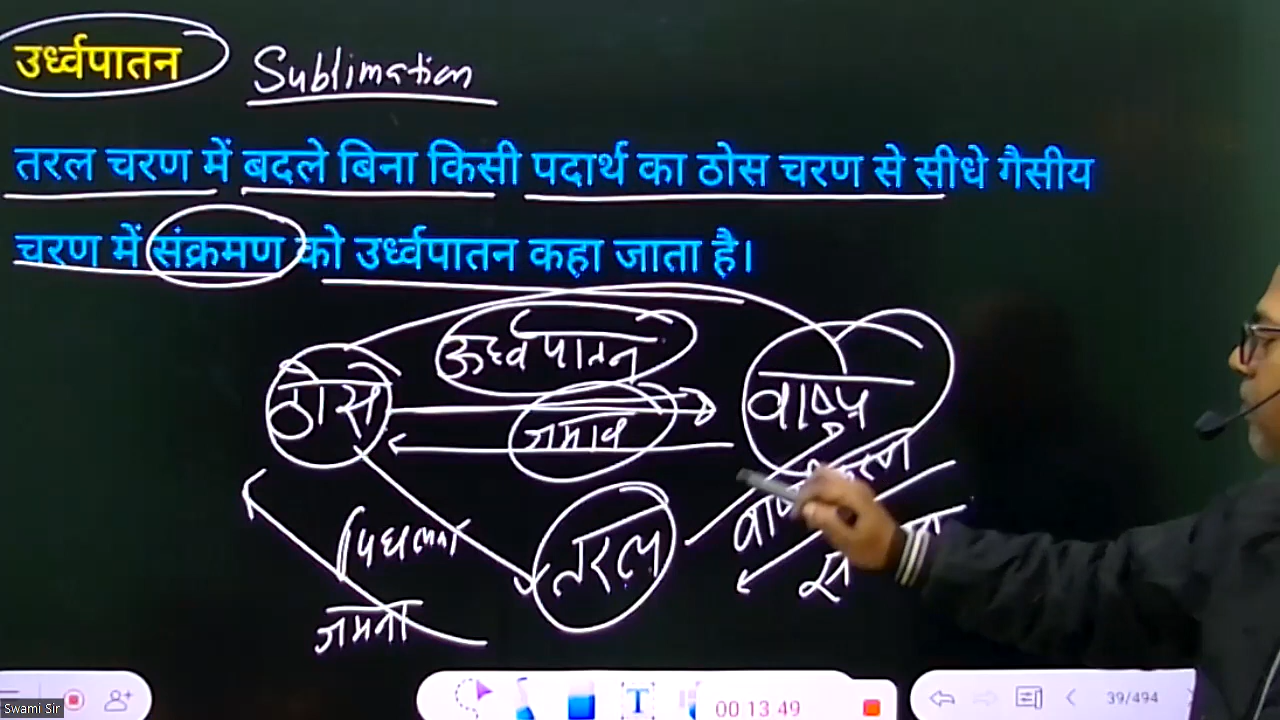 उर्ध्वपातन Sublimation
तरल चरण में बदले बिना किसी पदार्थ का ठोस चरण से सीधे गैसीय
चरण में संक्रमण को उर्ध्वपातन कहा जाता है।
ऊर्ध्वपातन
ठोस
वाष्प
जमाव
पिघलना
तरल
जमना
Swami Sir
T
00 13 49
39/494